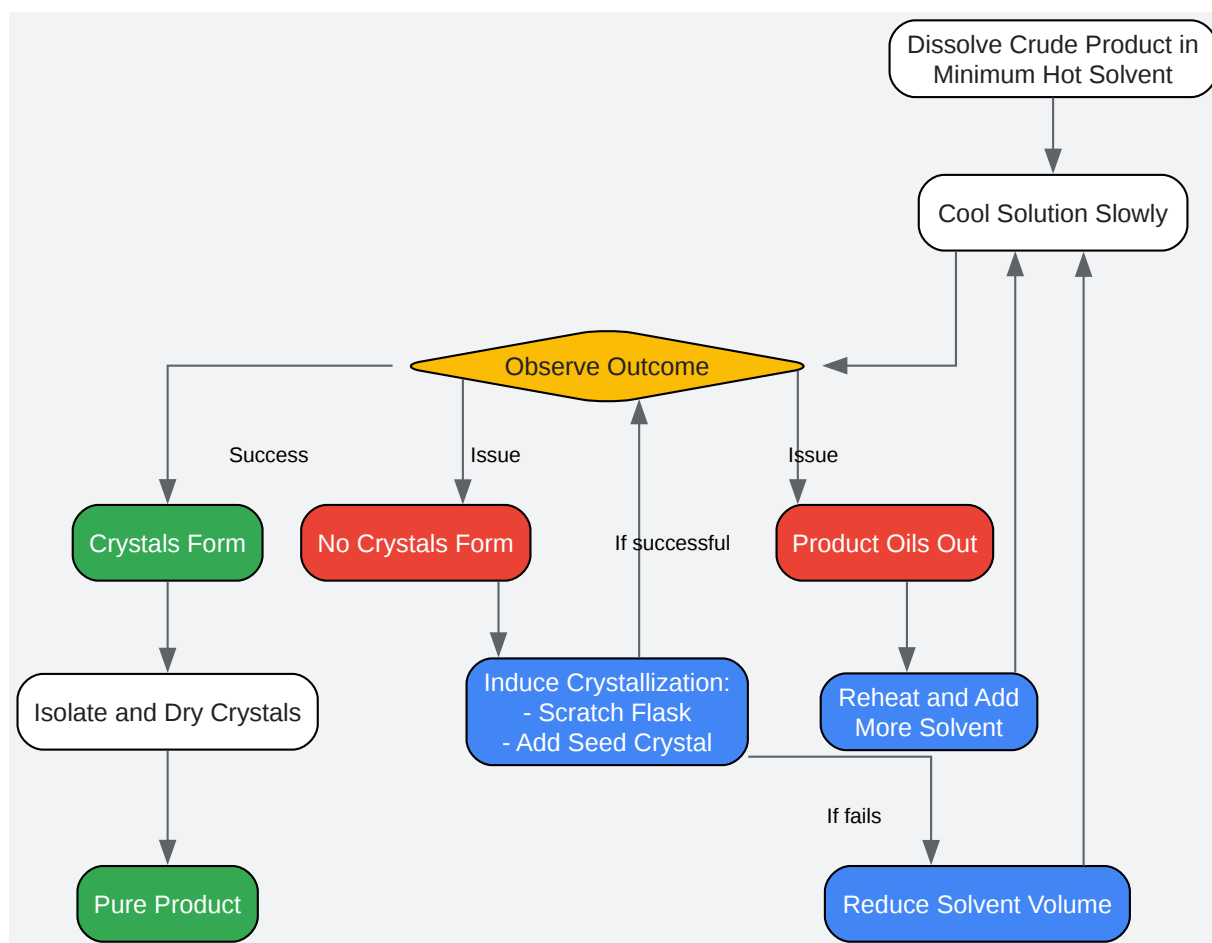 Dissolve Crude Product in
Minimum Hot Solvent
Cool Solution Slowly
Observe Outcome
Success
Issue
Issue
Crystals Form
No Crystals Form
If successful
Product Oils Out
Isolate and Dry Crystals
Induce Crystallization:
- Scratch Flask
- Add Seed Crystal
Reheat and Add
More Solvent
If fails
Pure Product
Reduce Solvent Volume